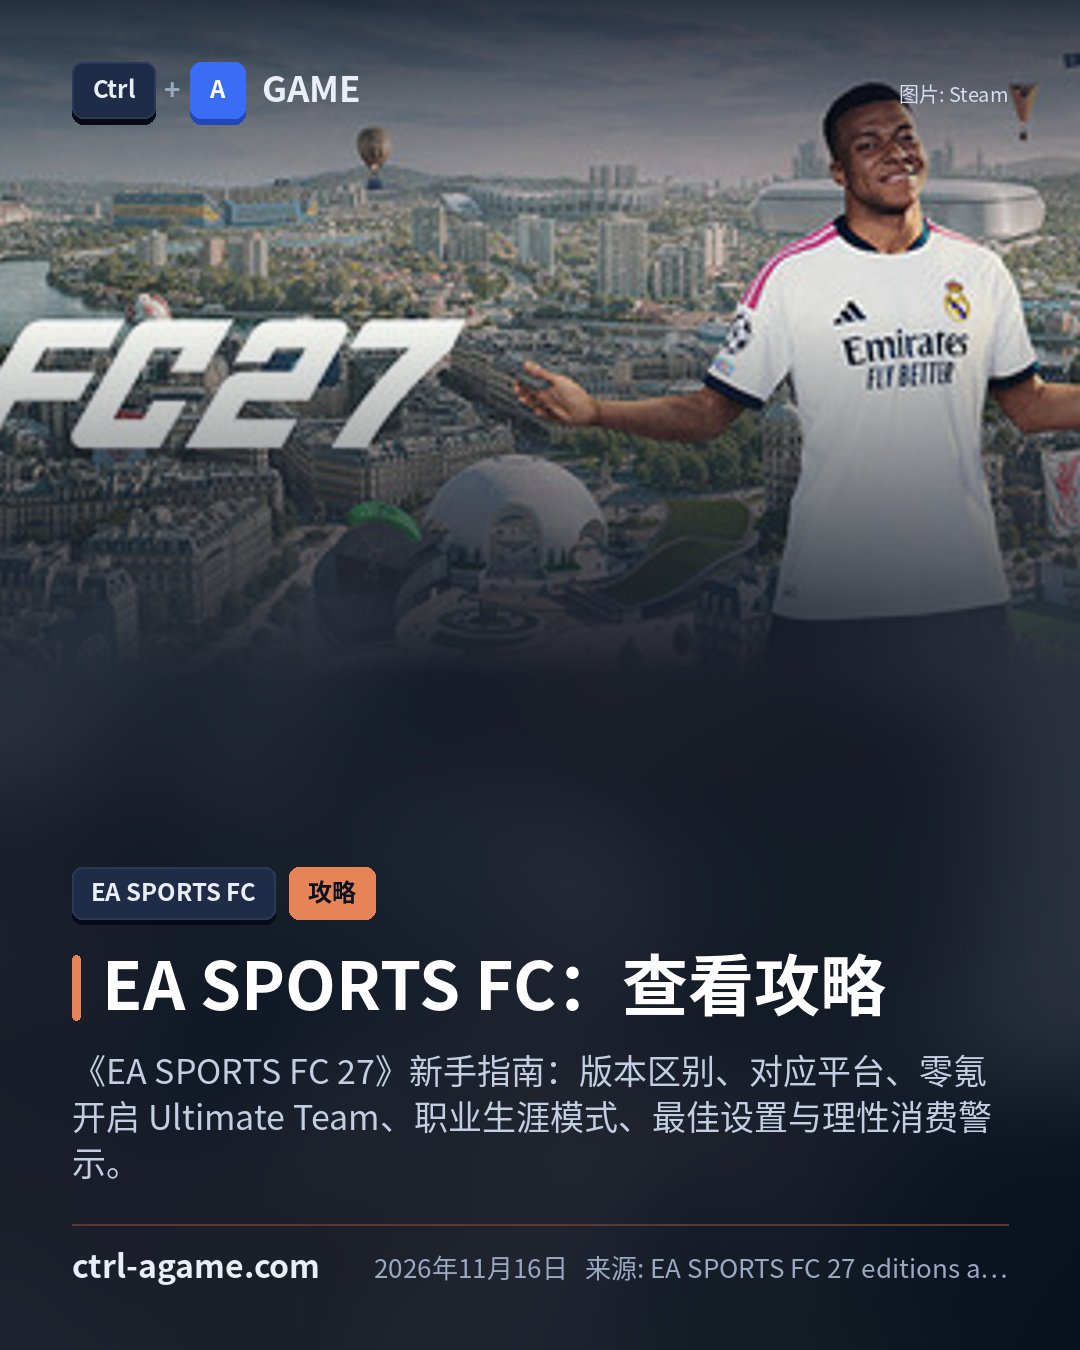 Ctrl + A GAME
图片: Steam
FC27
Emirates
FLY BETTER
EA SPORTS FC 攻略
EA SPORTS FC：查看攻略
《EA SPORTS FC 27》新手指南：版本区别、对应平台、零氪
开启 Ultimate Team、职业生涯模式、最佳设置与理性消费警
示。
ctrl-agame.com 2026年11月16日 来源: EA SPORTS FC 27 editions a…